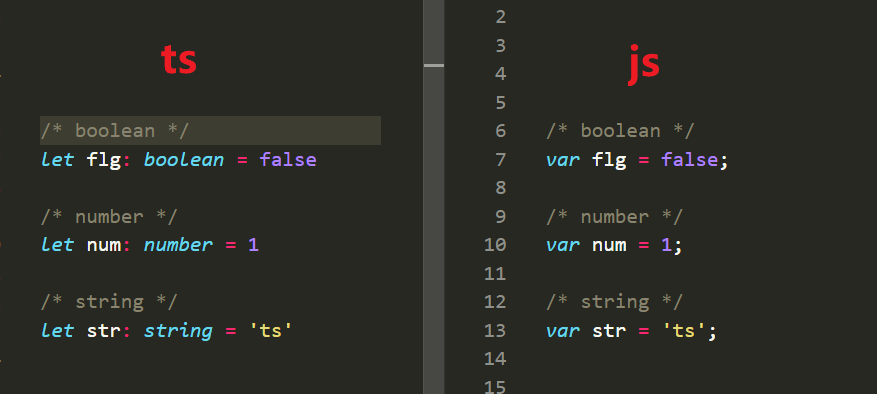 ts
/* boolean */
let flg: boolean = false
/* number */
let num: number = 1
/* string */
let str: string = 'ts'
js
2
3
4
5
6 /* boolean */
7 var flg = false;
8
9 /* number */
10 var num = 1;
11
12 /* string */
13 var str = 'ts';
14
15